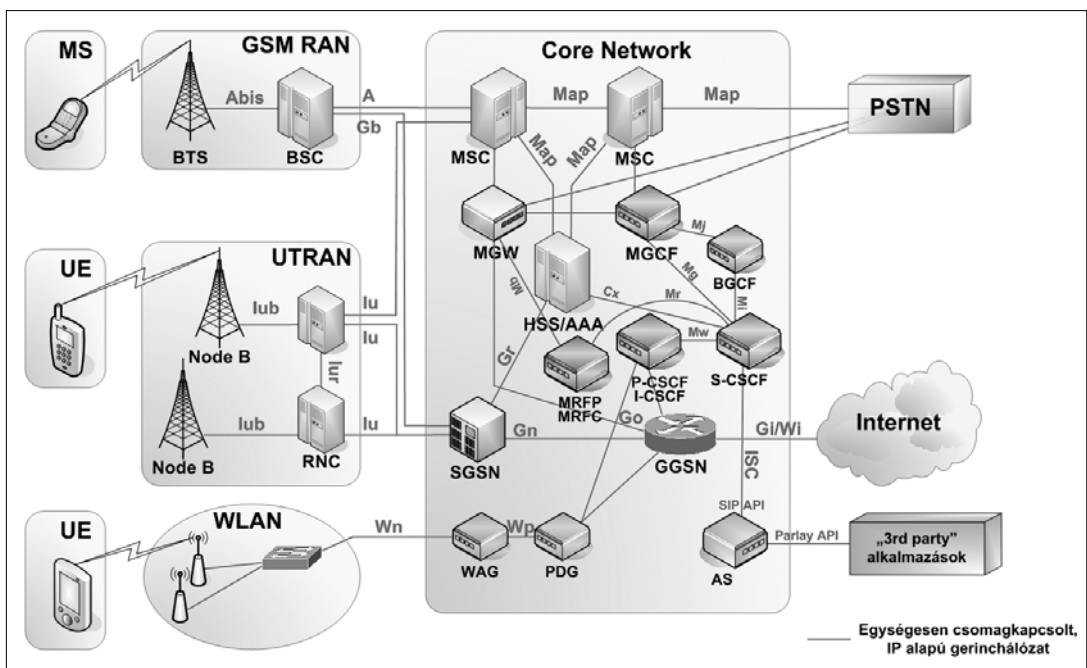 MS
GSM RAN
Abis
BTS
BSC
A
Gb
Core Network
MSC
Map
MSC
Map
PSTN
Map
Map
MGW
MGCF
Mj
BGCF
Mg
Mi
Mb
HSS/AAA
Cx
Mr
Mw
Gr
MRFP
MRFC
P-CSCF
I-CSCF
S-CSCF
UE
UTRAN
Iub
Node B
Iu
Iu
Iur
Iub
Node B
RNC
Iu
SGSN
Gn
Go
GGSN
Gi/Wi
Internet
ISC
SIP API
UE
WLAN
Wn
WAG
Wp
PDG
AS
Parlay API
„3rd party”
alkalmazások
Egységesen csomagkapcsolt,
IP alapú gerinchálózat